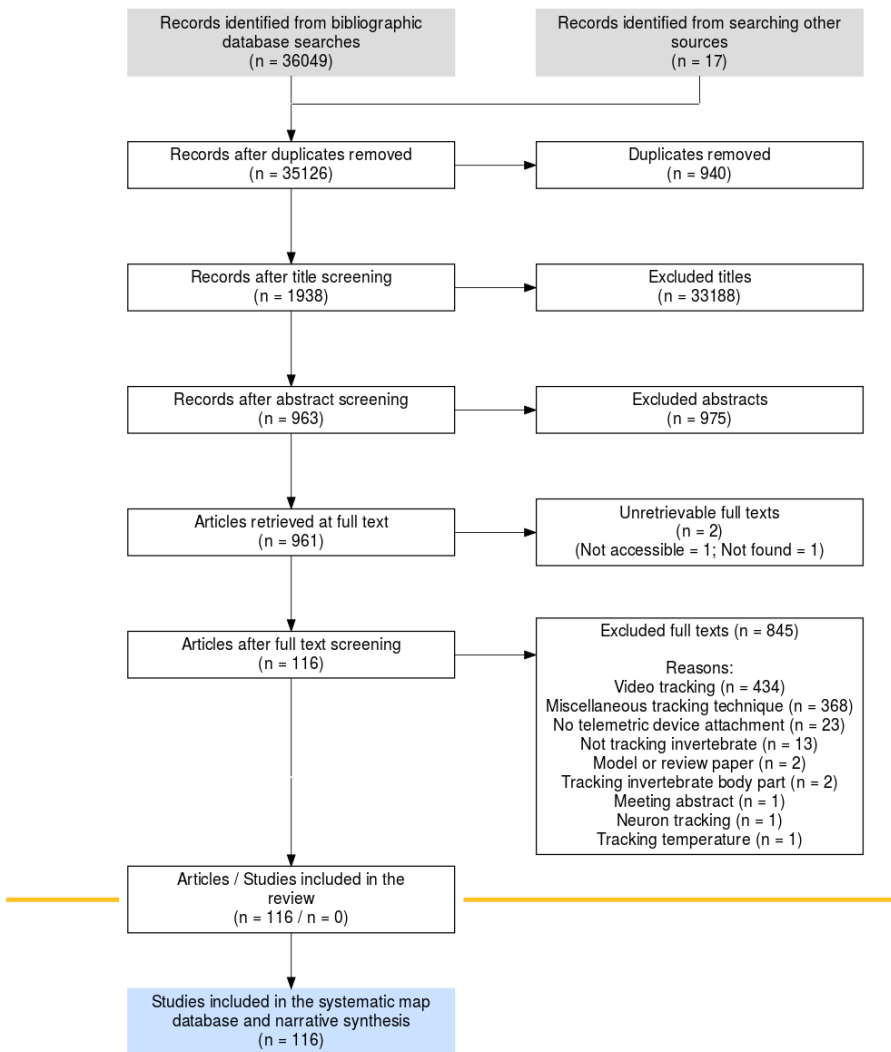 Records identified from bibliographic
database searches
(n = 36049)
Records identified from searching other
sources
(n = 17)
Records after duplicates removed
(n = 35126)
Duplicates removed
(n = 940)
Records after title screening
(n = 1938)
Excluded titles
(n = 33188)
Records after abstract screening
(n = 963)
Excluded abstracts
(n = 975)
Articles retrieved at full text
(n = 961)
Unretrievable full texts
(n = 2)
(Not accessible = 1; Not found = 1)
Articles after full text screening
(n = 116)
Excluded full texts (n = 845)
Reasons:
Video tracking (n = 434)
Miscellaneous tracking technique (n = 368)
No telemetric device attachment (n = 23)
Not tracking invertebrate (n = 13)
Model or review paper (n = 2)
Tracking invertebrate body part (n = 2)
Meeting abstract (n = 1)
Neuron tracking (n = 1)
Tracking temperature (n = 1)
Articles / Studies included in the
review
(n = 116 / n = 0)
Studies included in the systematic map
database and narrative synthesis
(n = 116)